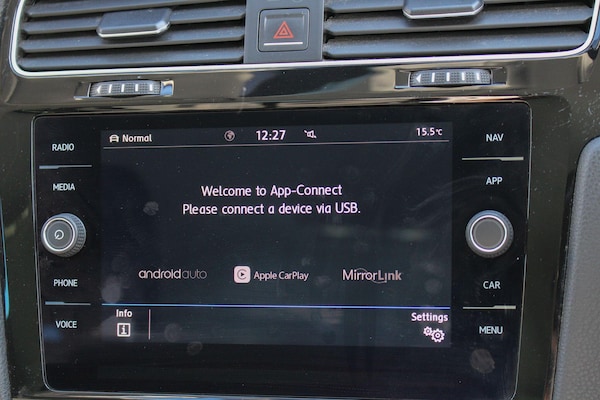 RADIO
MEDIA
PHONE
VOICE
Normal
12:27
15.5°C
Welcome to App-Connect
Please connect a device via USB.
androidauto
Apple CarPlay
MirrorLink
Info
Settings
NAV
APP
CAR
MENU